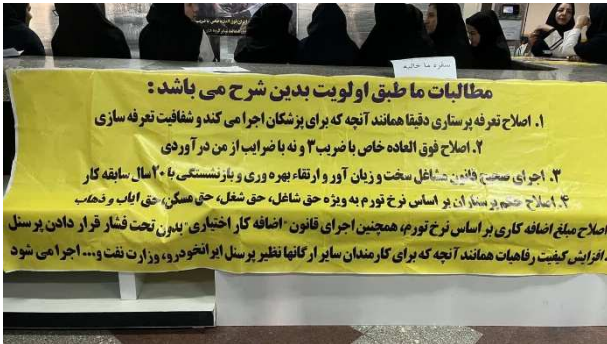 سفره ما خالیه
مطالبات ما طبق اولویت بدین شرح می باشد:
۱. اصلاح تعرفه پرستاری دقیقا همانند آنچه که برای پزشکان اجرا می کند و شفافیت تعرفه سازی
۲. اصلاح فوق العاده خاص با ضریب ۳ و نه با ضرایب از من درآوردی
۳. اجرای صحیح قانون مشاغل سخت و زیان آور و ارتقاء بهره وری و بازنشستگی با ۲۰ سال سابقه کار
۴. اصلاح حکم پرستاران بر اساس نرخ تورم به ویژه حق شاغل، حق شغل، حق مسکن، حق ایاب و ذهاب
اصلاح مبلغ اضافه کاری بر اساس نرخ تورم، همچنین اجرای قانون "اضافه کار اختیاری" بدون تحت فشار قرار دادن پرسنل
.افزایش کیفیت رفاهیات همانند آنچه که برای کارمندان سایر ارگانها نظیر پرسنل ایرانخودرو، وزارت نفت و... اجرا می شود